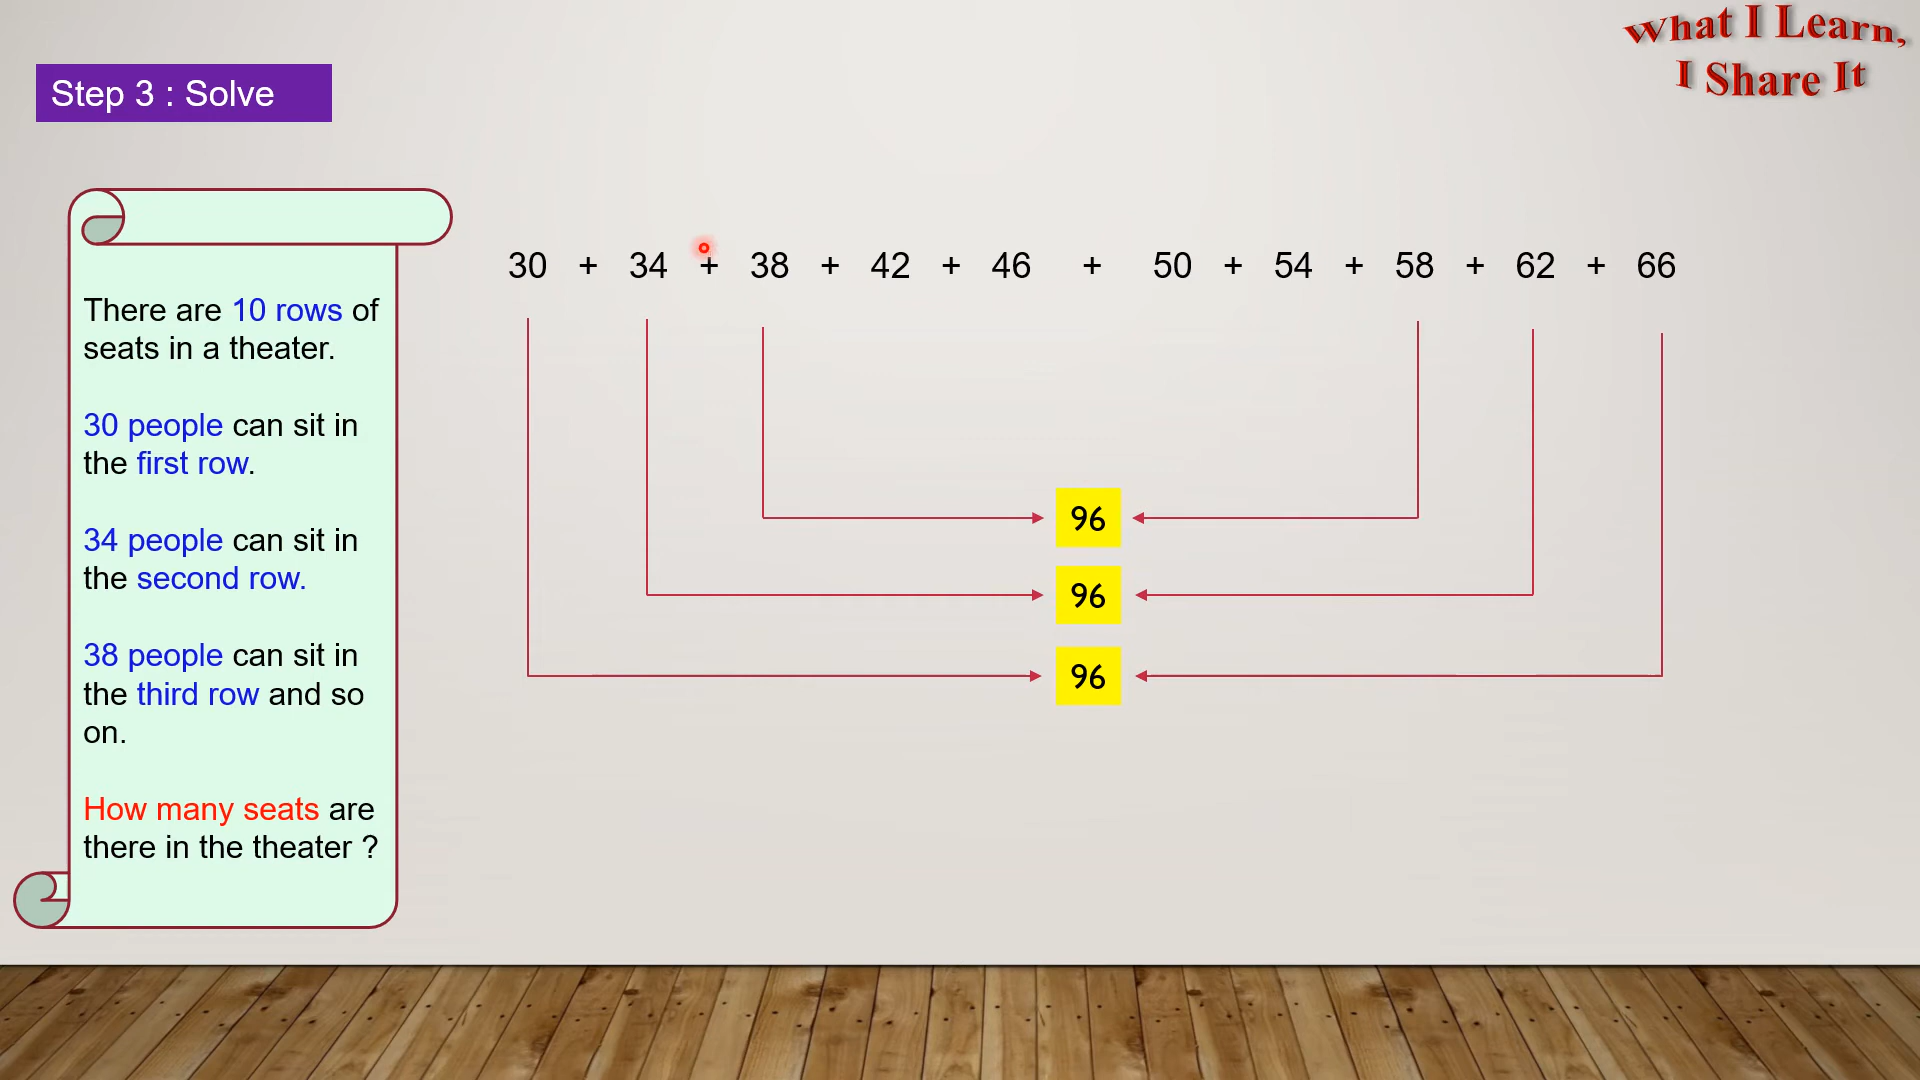 What I Learn,
I Share It
Step 3 : Solve
There are 10 rows of
seats in a theater.
30 people can sit in
the first row.
34 people can sit in
the second row.
38 people can sit in
the third row and so
on.
How many seats are
there in the theater ?
30 + 34 + 38 + 42 + 46 + 50 + 54 + 58 + 62 + 66
96
96
96